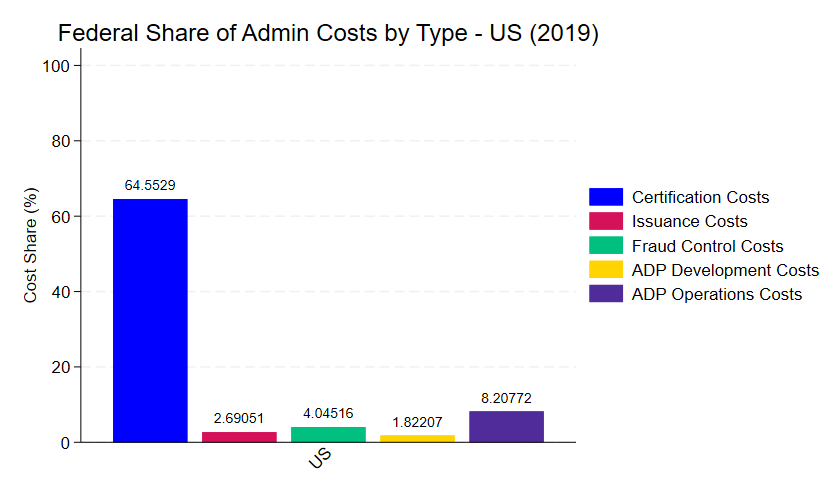 Federal Share of Admin Costs by Type - US (2019)
100
80
60
40
20
0
Cost Share (%)
64.5529
2.69051
4.04516
1.82207
8.20772
US
Certification Costs
Issuance Costs
Fraud Control Costs
ADP Development Costs
ADP Operations Costs